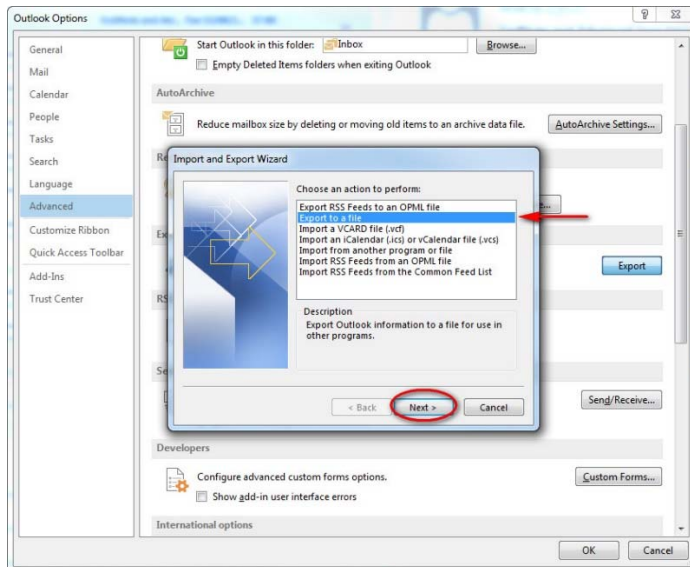 Outlook Options
General
Mail
Calendar
People
Tasks
Search
Language
Advanced
Customize Ribbon
Quick Access Toolbar
Add-Ins
Trust Center
Start Outlook in this folder: Inbox Browse...
Empty Deleted Items folders when exiting Outlook
AutoArchive
Reduce mailbox size by deleting or moving old items to an archive data file. AutoArchive Settings...
Re
Import and Export Wizard
Choose an action to perform:
Export RSS Feeds to an OPML file
Export to a file
Import a VCARD file (.vcf)
Import an iCalendar (.ics) or vCalendar file (.vcs)
Import from another program or file
Import RSS Feeds from an OPML file
Import RSS Feeds from the Common Feed List
Description
Export Outlook information to a file for use in
other programs.
< Back Next > Cancel
Ex
Export
RS
Se
Send/Receive...
Developers
Configure advanced custom forms options. Custom Forms...
Show add-in user interface errors
International options
OK Cancel